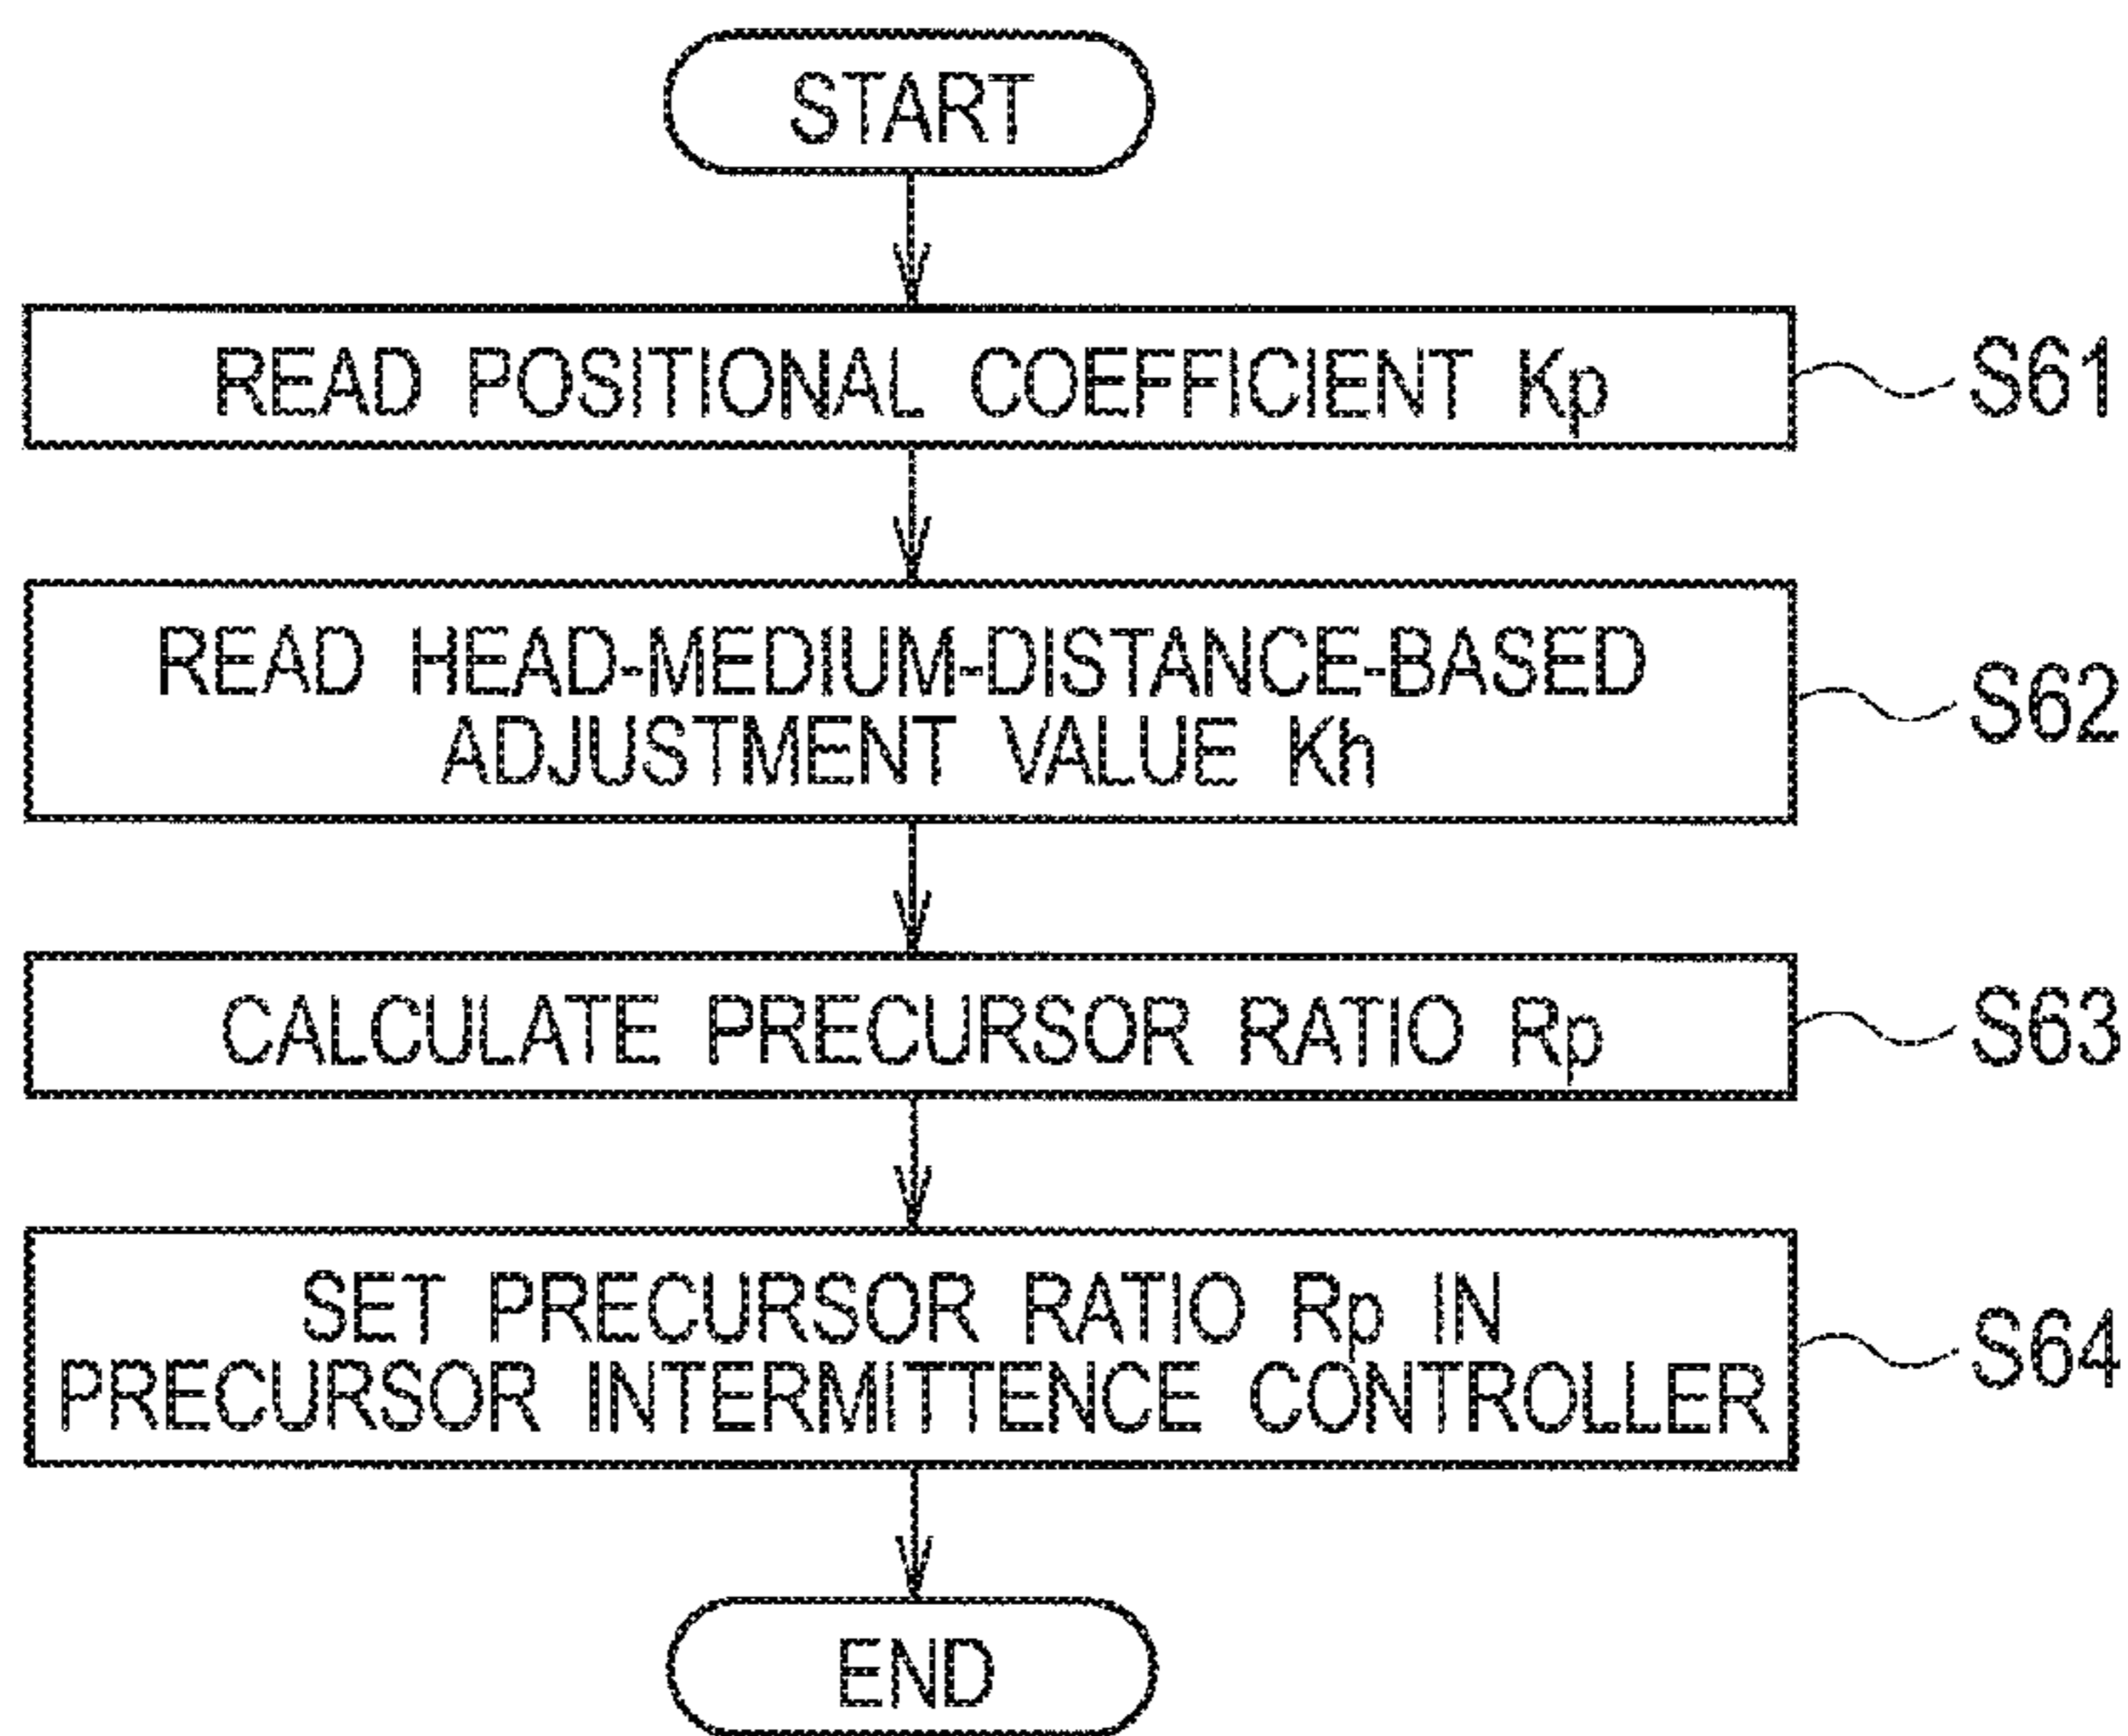 START
READ POSITIONAL COEFFICIENT Kp
S61
READ HEAD-MEDIUM-DISTANCE-BASED
ADJUSTMENT VALUE Kh
S62
CALCULATE PRECURSOR RATIO Rp
S63
SET PRECURSOR RATIO Rp IN
PRECURSOR INTERMITTENCE CONTROLLER
S64
END